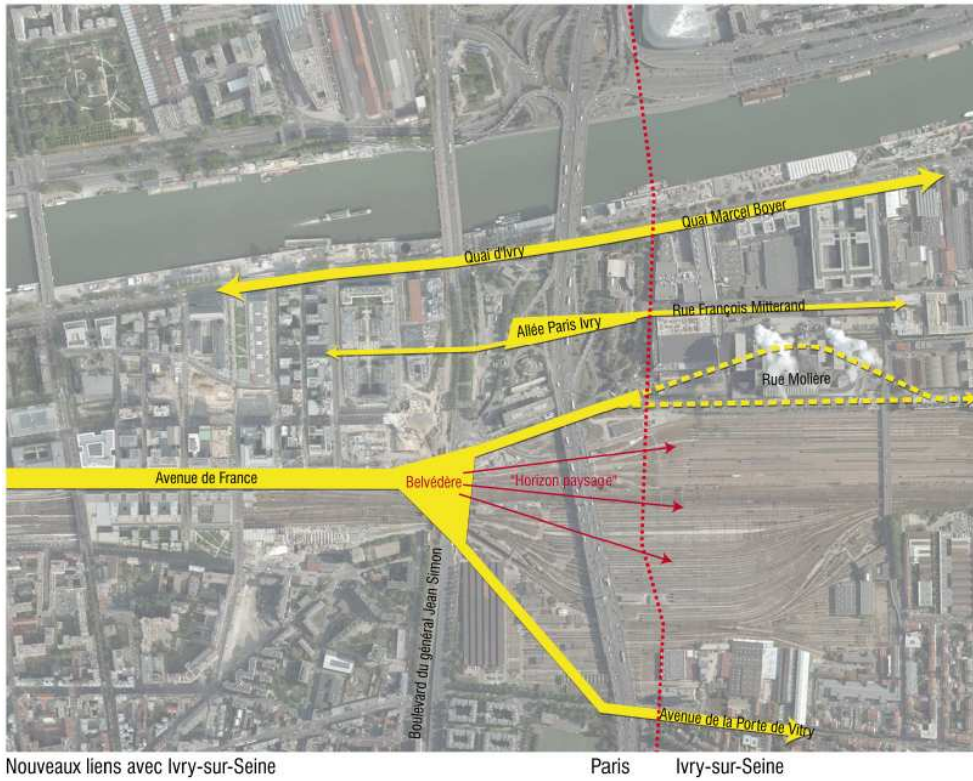 Quai Marcel Boyer
Quai d'Ivry
Rue François Mitterand
Allée Paris Ivry
Rue Molière
Avenue de France
Belvédère
"Horizon paysage"
Boulevard du général Jean Simon
Avenue de la Porte de Vitry
Nouveaux liens avec Ivry-sur-Seine
Paris
Ivry-sur-Seine